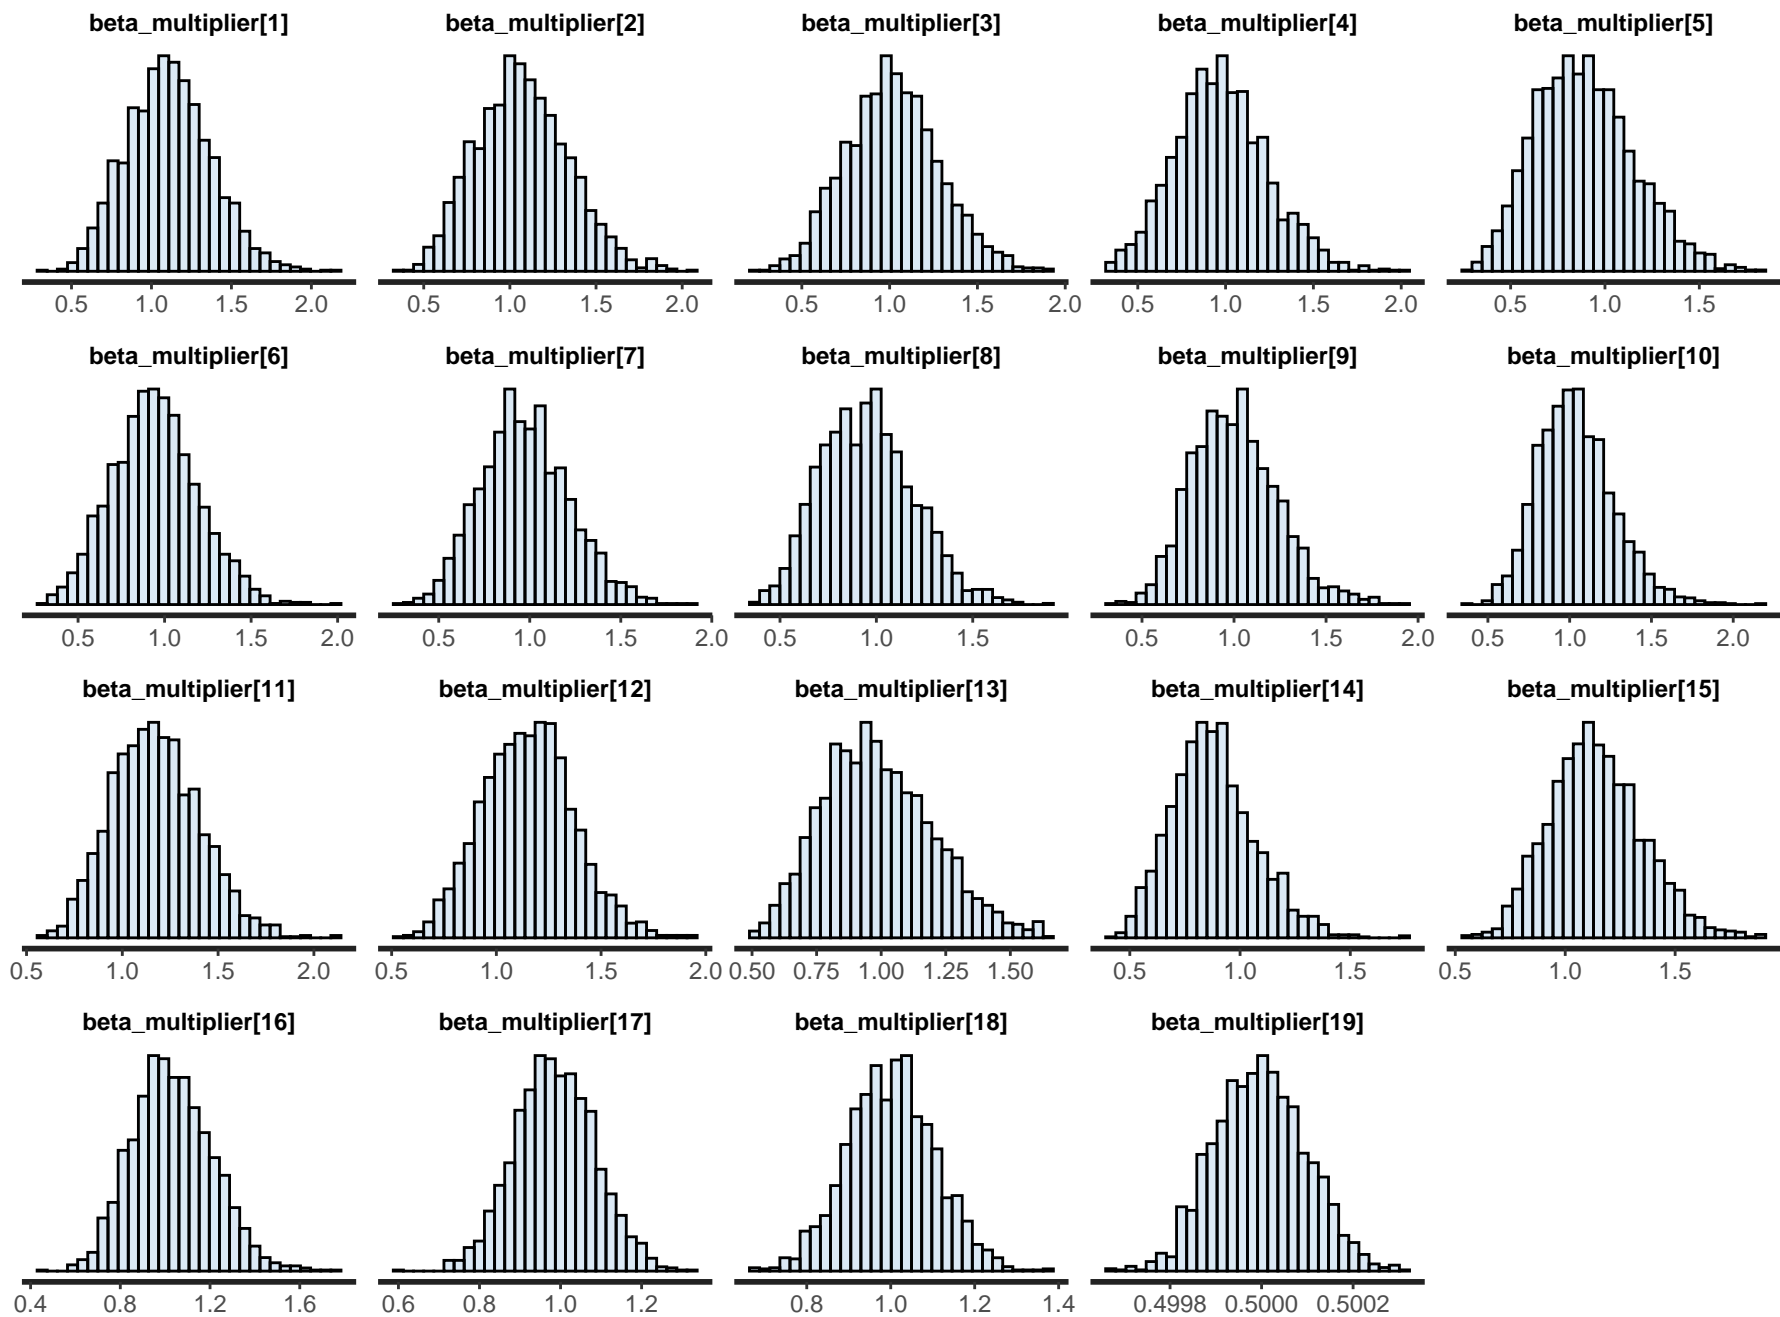 beta_multiplier[1] beta_multiplier[2] beta_multiplier[3] beta_multiplier[4] beta_multiplier[5]
0.5 1.0 1.5 2.0 0.5 1.0 1.5 2.0 0.5 1.0 1.5 2.0 0.5 1.0 1.5 2.0 0.5 1.0 1.5
beta_multiplier[6] beta_multiplier[7] beta_multiplier[8] beta_multiplier[9] beta_multiplier[10]
0.5 1.0 1.5 2.0 0.5 1.0 1.5 2.0 0.5 1.0 1.5 0.5 1.0 1.5 2.0 0.5 1.0 1.5 2.0
beta_multiplier[11] beta_multiplier[12] beta_multiplier[13] beta_multiplier[14] beta_multiplier[15]
0.5 1.0 1.5 2.0 0.5 1.0 1.5 2.0 0.50 0.75 1.00 1.25 1.50 0.5 1.0 1.5 0.5 1.0 1.5
beta_multiplier[16] beta_multiplier[17] beta_multiplier[18] beta_multiplier[19]
0.4 0.8 1.2 1.6 0.6 0.8 1.0 1.2 0.8 1.0 1.2 1.4 0.4998 0.5000 0.5002